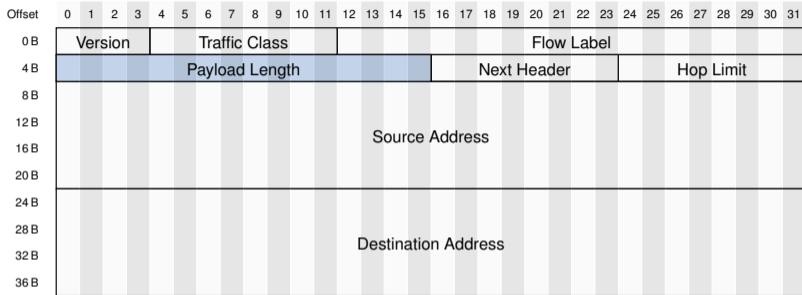 Offset 0 1 2 3 4 5 6 7 8 9 10 11 12 13 14 15 16 17 18 19 20 21 22 23 24 25 26 27 28 29 30 31
0 B Version Traffic Class Flow Label
4 B Payload Length Next Header Hop Limit
8 B
12 B
Source Address
16 B
20 B
24 B
28 B
Destination Address
32 B
36 B